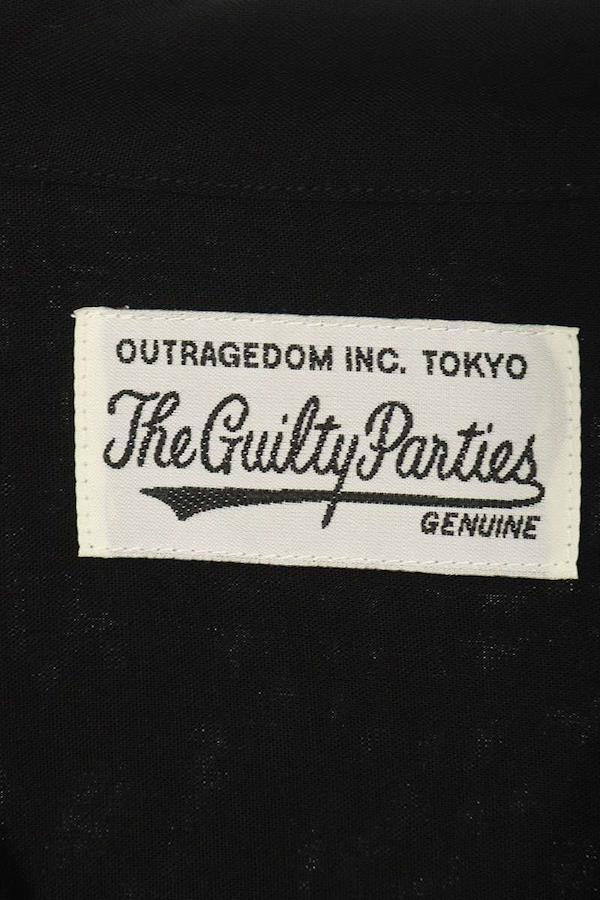 OUTRAGEDOM INC. TOKYO
The Guilty Parties
GENUINE